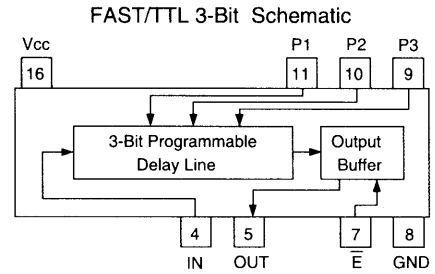 FAST/TTL 3-Bit Schematic
Vcc P1 P2 P3
16 11 10 9
3-Bit Programmable
Delay Line
Output
Buffer
4 5 7 8
IN OUT E̅ GND